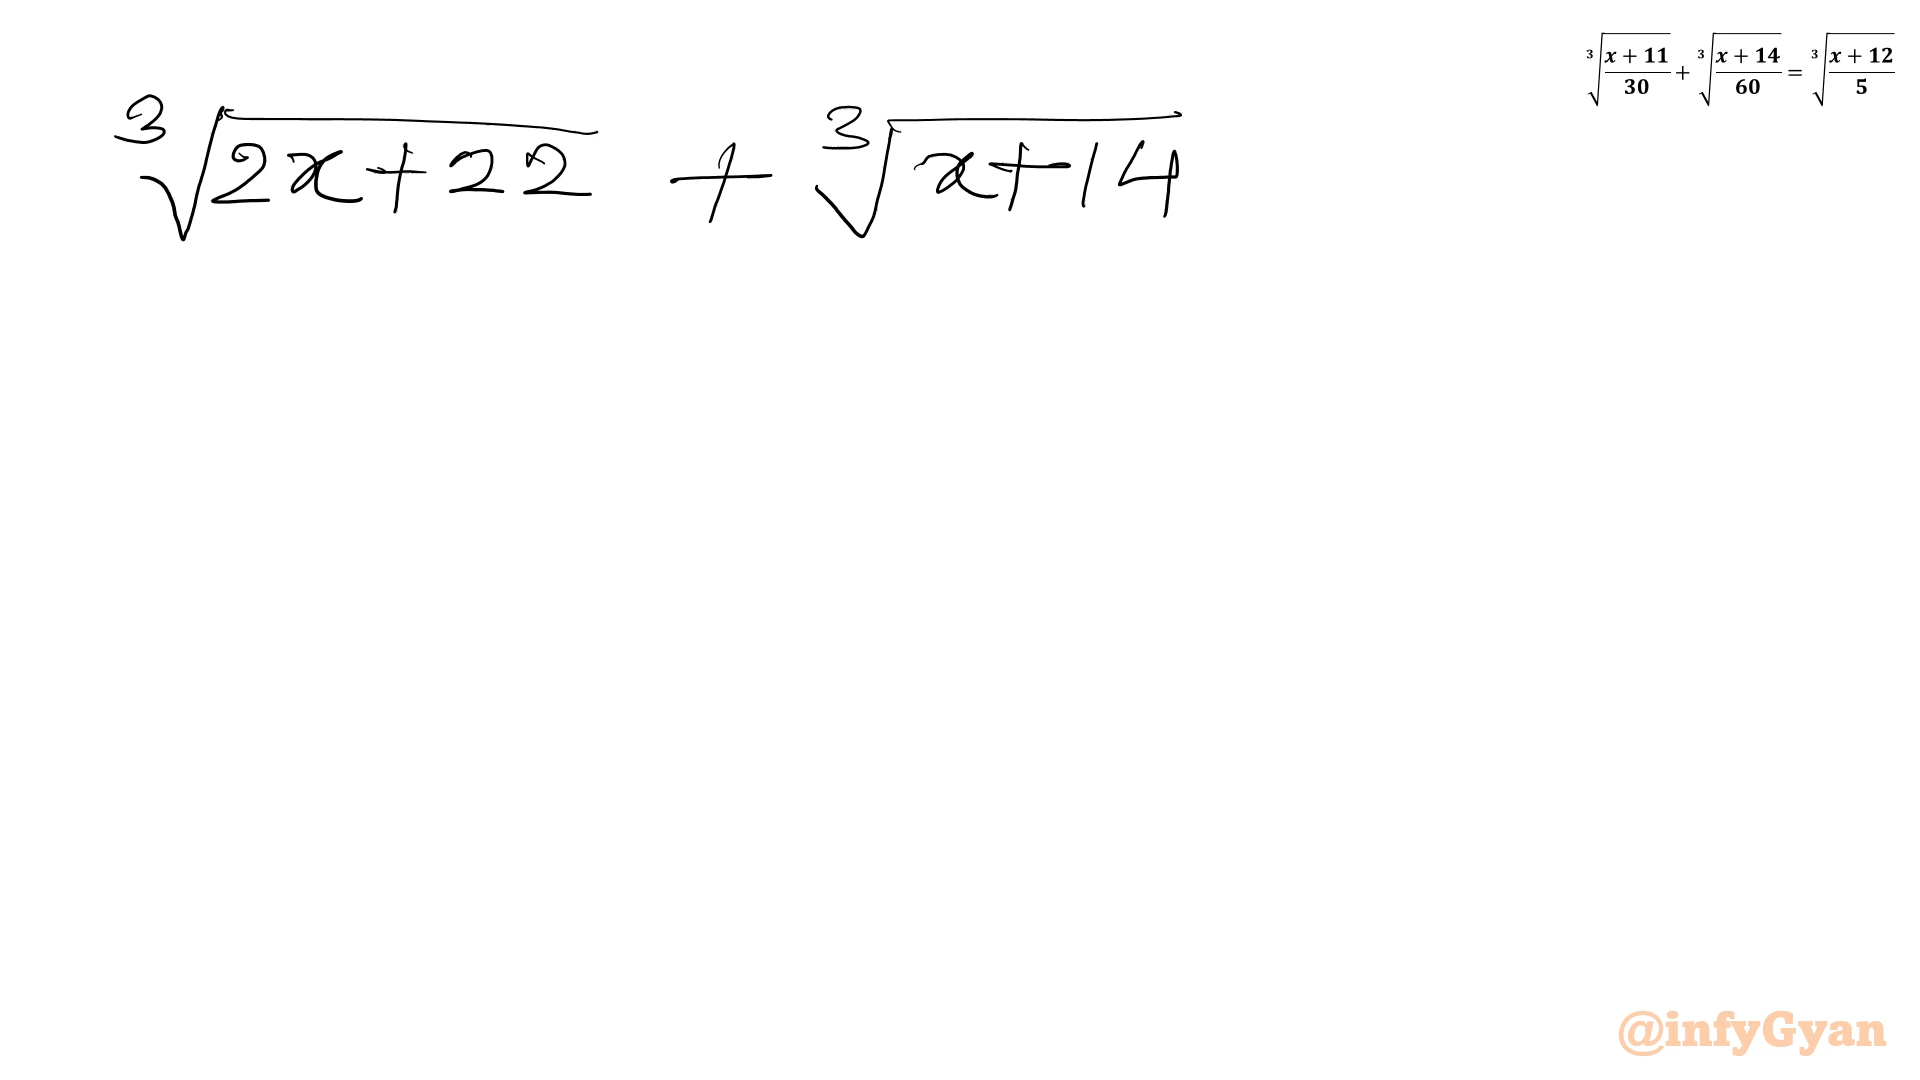 ∛(2x+22) + ∛(x+14)
∛((x + 11)/30) + ∛((x + 14)/60) = ∛((x + 12)/5)
@infyGyan